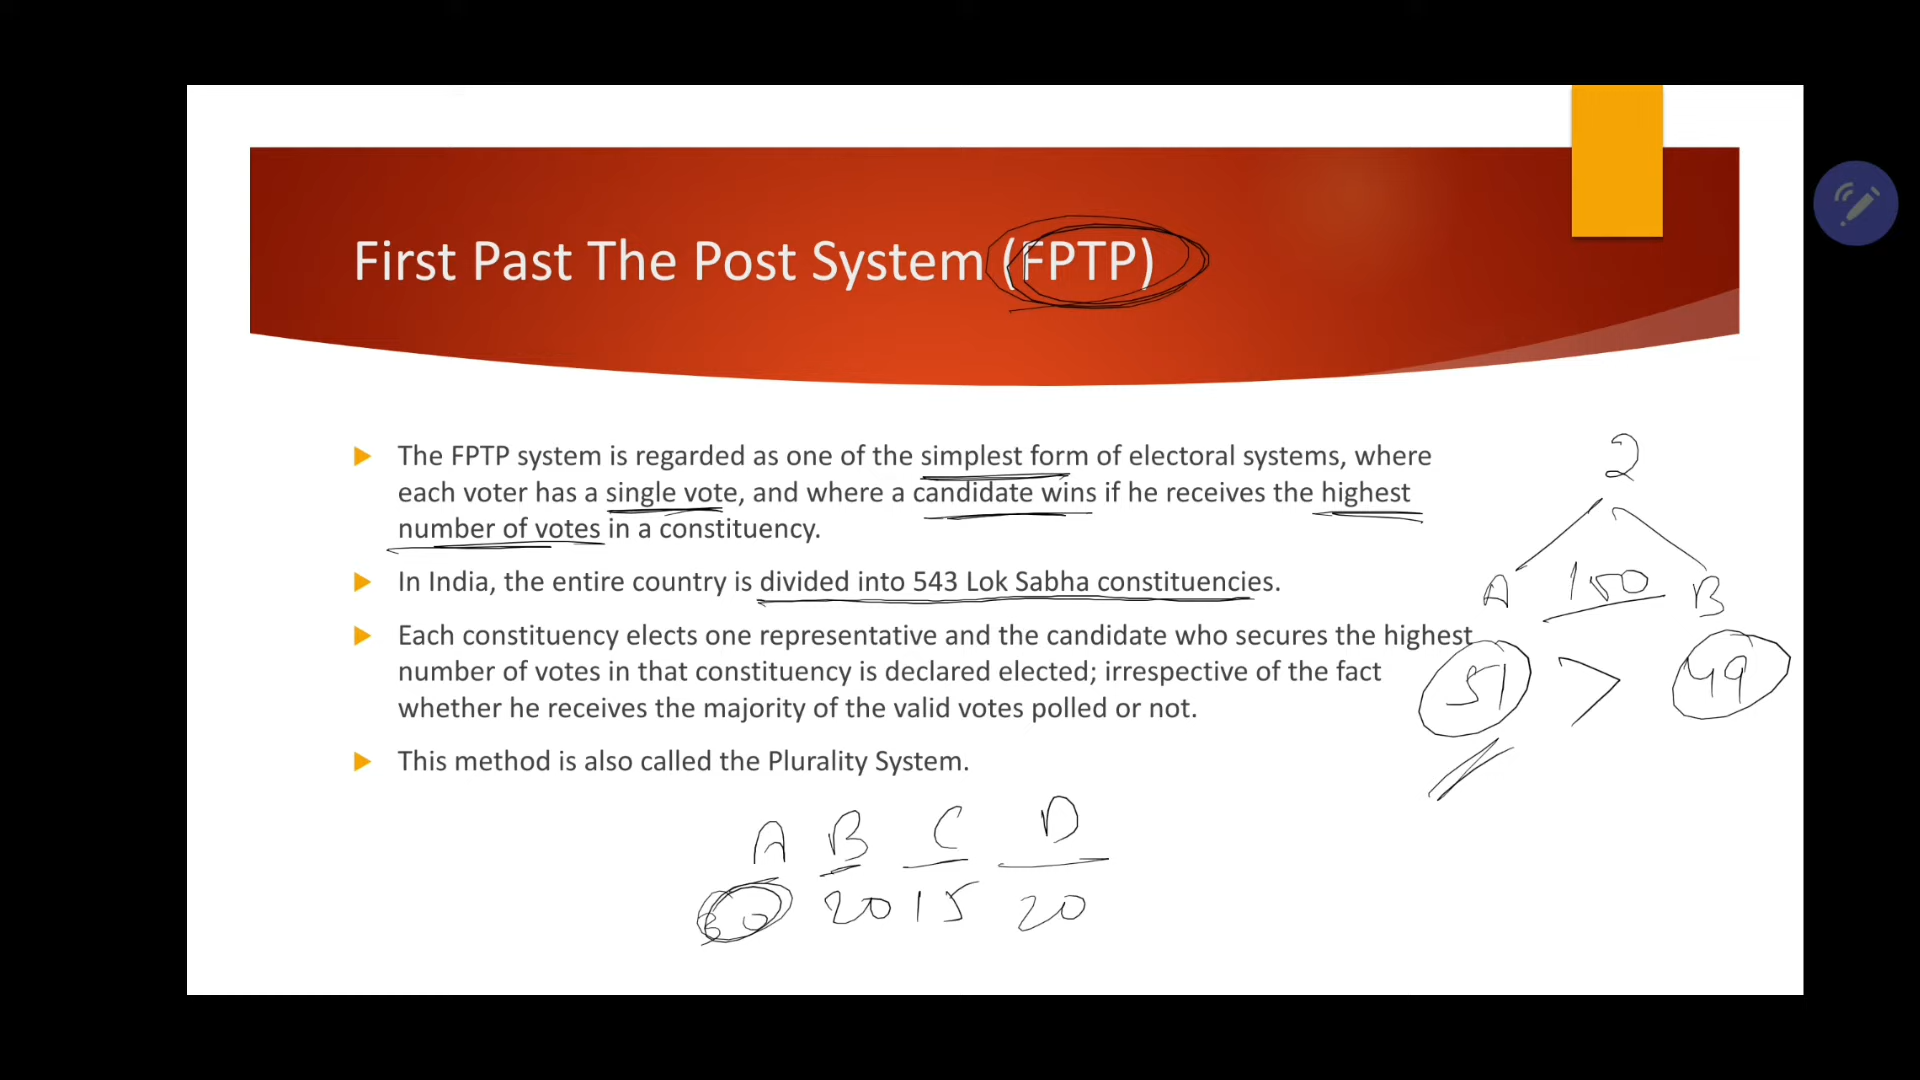 First Past The Post System (FPTP)
The FPTP system is regarded as one of the simplest form of electoral systems, where
each voter has a single vote, and where a candidate wins if he receives the highest
number of votes in a constituency.
In India, the entire country is divided into 543 Lok Sabha constituencies.
Each constituency elects one representative and the candidate who secures the highest
number of votes in that constituency is declared elected; irrespective of the fact
whether he receives the majority of the valid votes polled or not.
This method is also called the Plurality System.
2
A 100 B
51 > 49
A B C D
20 15 20